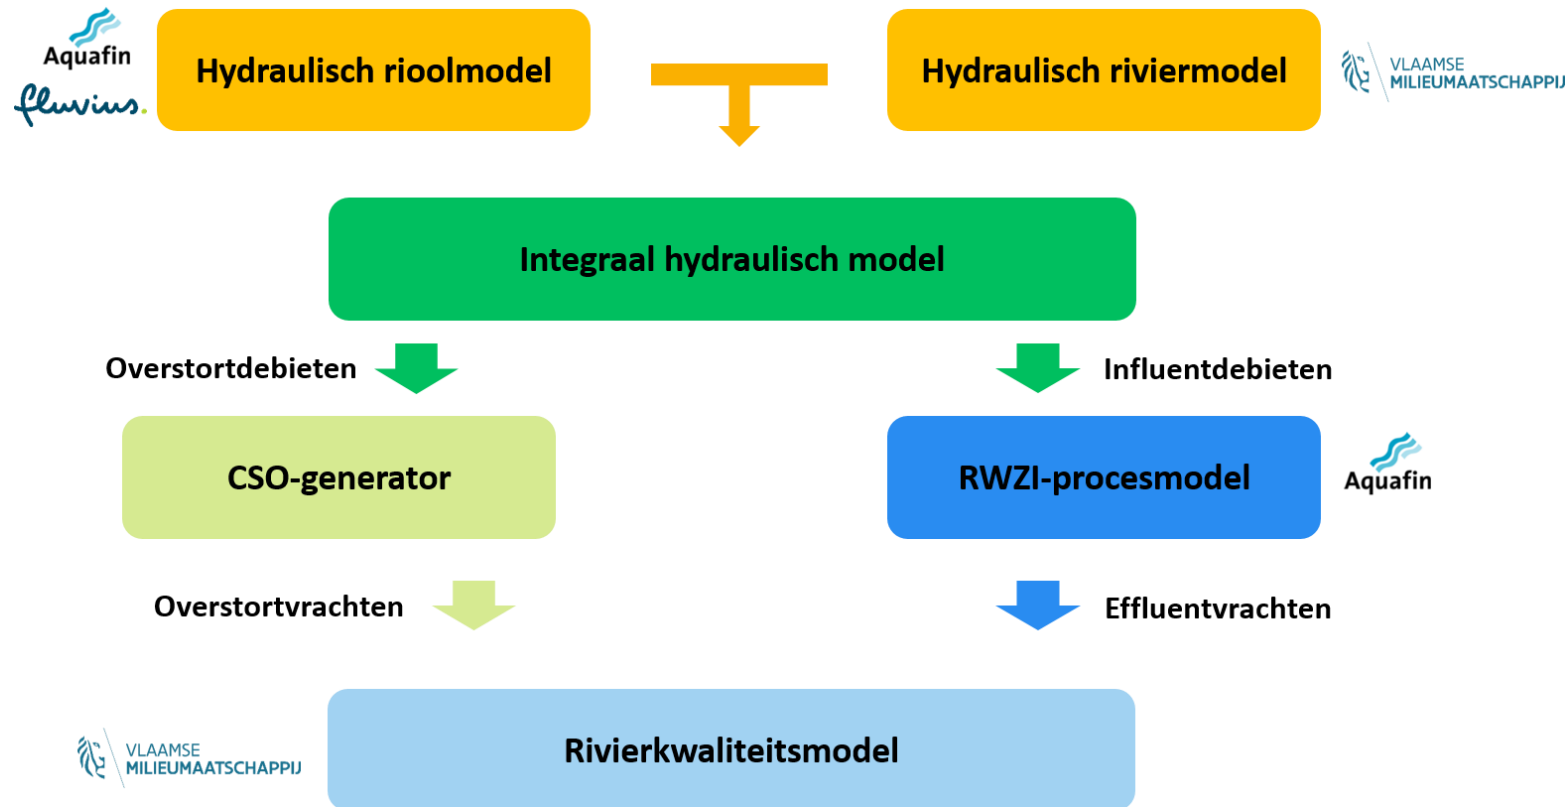 Aquafin
fluvius.
Hydraulisch rioolmodel
Hydraulisch riviermodel
VLAAMSE
MILIEUMAATSCHAPPIJ
Integraal hydraulisch model
Overstortdebieten
Influentdebieten
CSO-generator
RWZI-procesmodel
Aquafin
Overstortvrachten
Effluentvrachten
VLAAMSE
MILIEUMAATSCHAPPIJ
Rivierkwaliteitsmodel